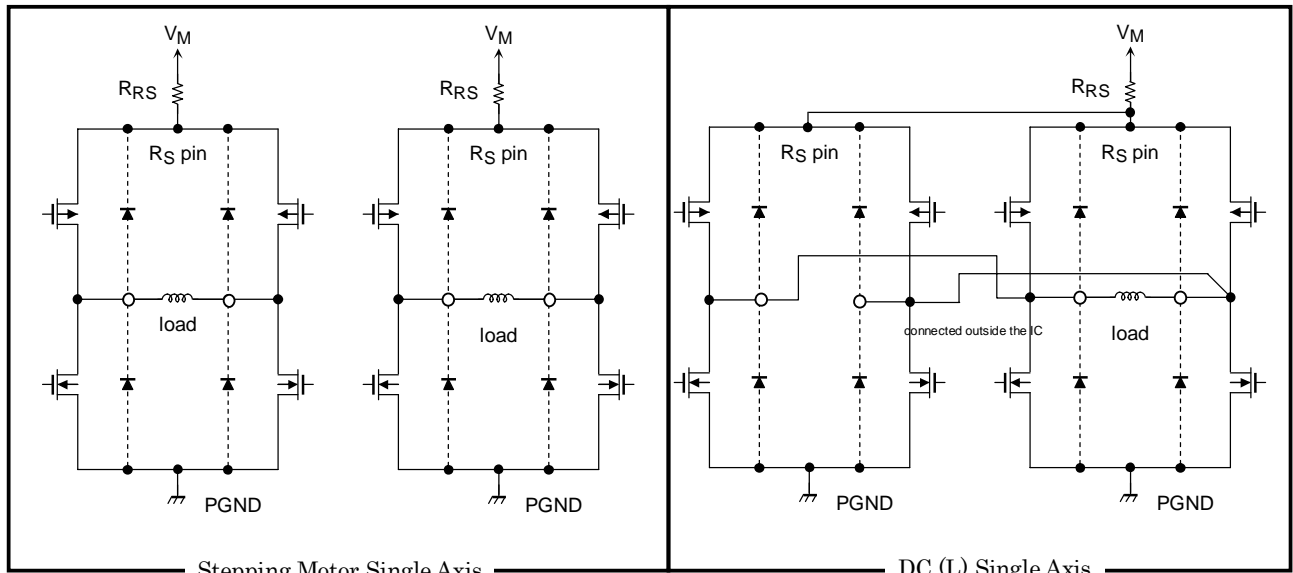 VM
RRS
RS pin
load
PGND
VM
RRS
RS pin
load
PGND
Stepping Motor Single Axis
VM
RRS
RS pin
RS pin
connected outside the IC
load
PGND
PGND
DC (L) Single Axis